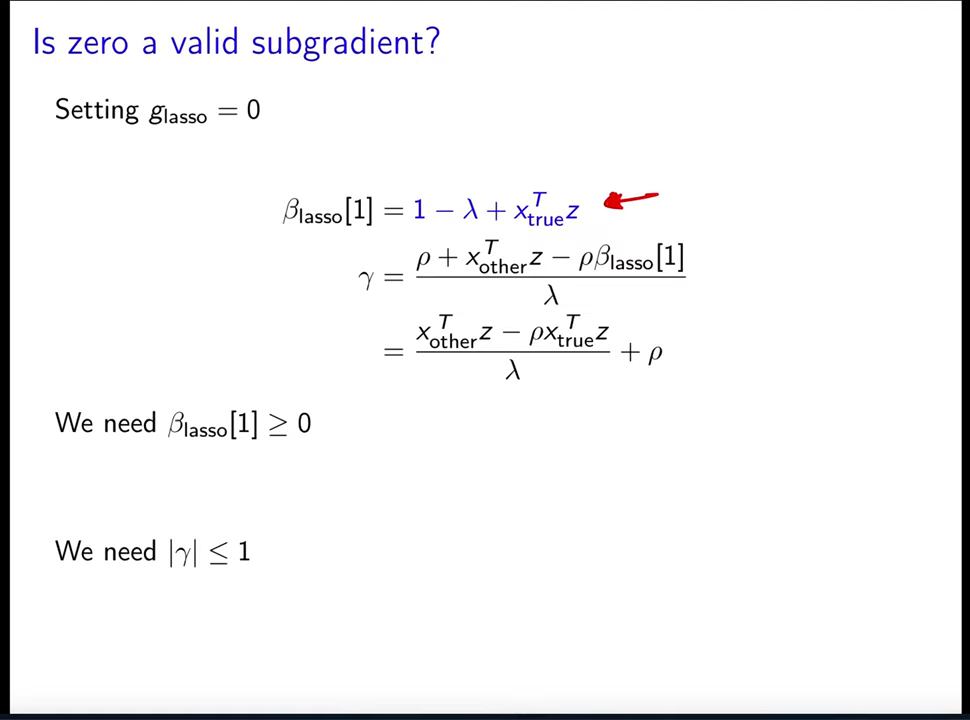 Is zero a valid subgradient?
Setting g_lasso = 0
β_lasso[1] = 1 − λ + x_true^T z
γ = (ρ + x_other^T z − ρβ_lasso[1]) / λ
= (x_other^T z − ρx_true^T z) / λ + ρ
We need β_lasso[1] ≥ 0
We need |γ| ≤ 1